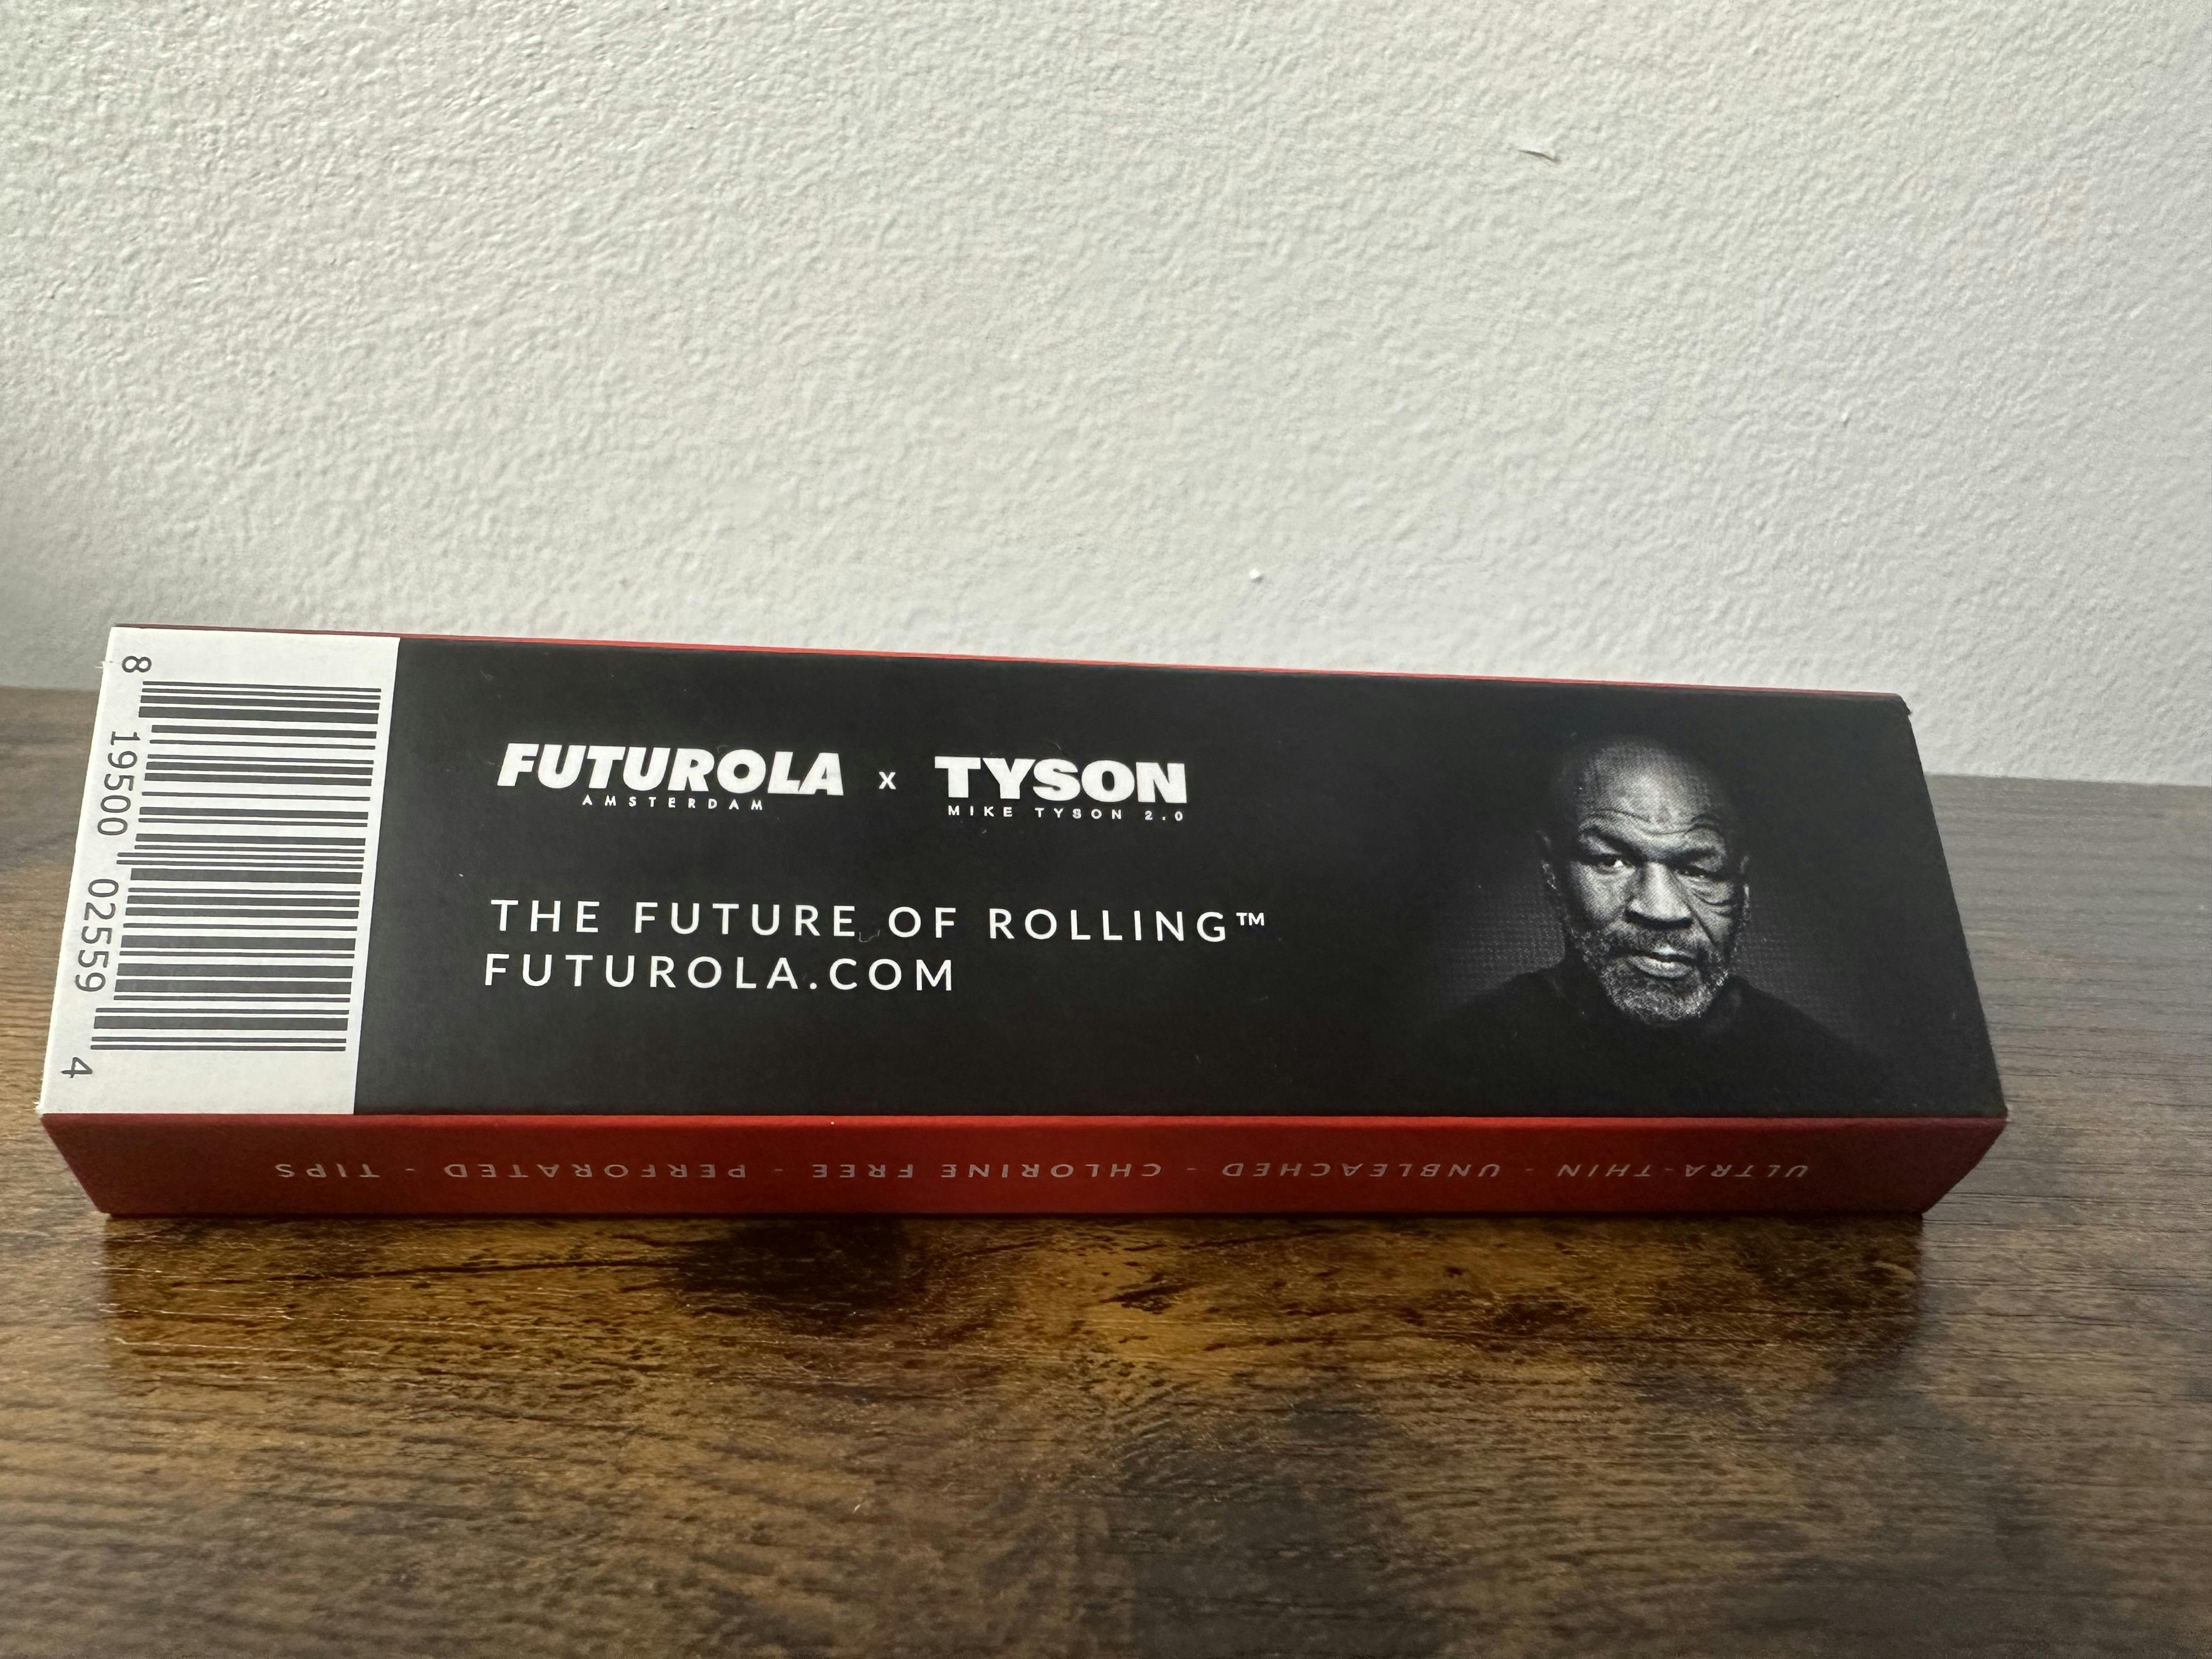 8 19500 02559 4
FUTUROLA x TYSON
AMSTERDAM MIKE TYSON 2.0
THE FUTURE OF ROLLING™
FUTUROLA.COM
ULTRA-THIN - UNBLEACHED - CHLORINE FREE - PERFORATED - TIPS